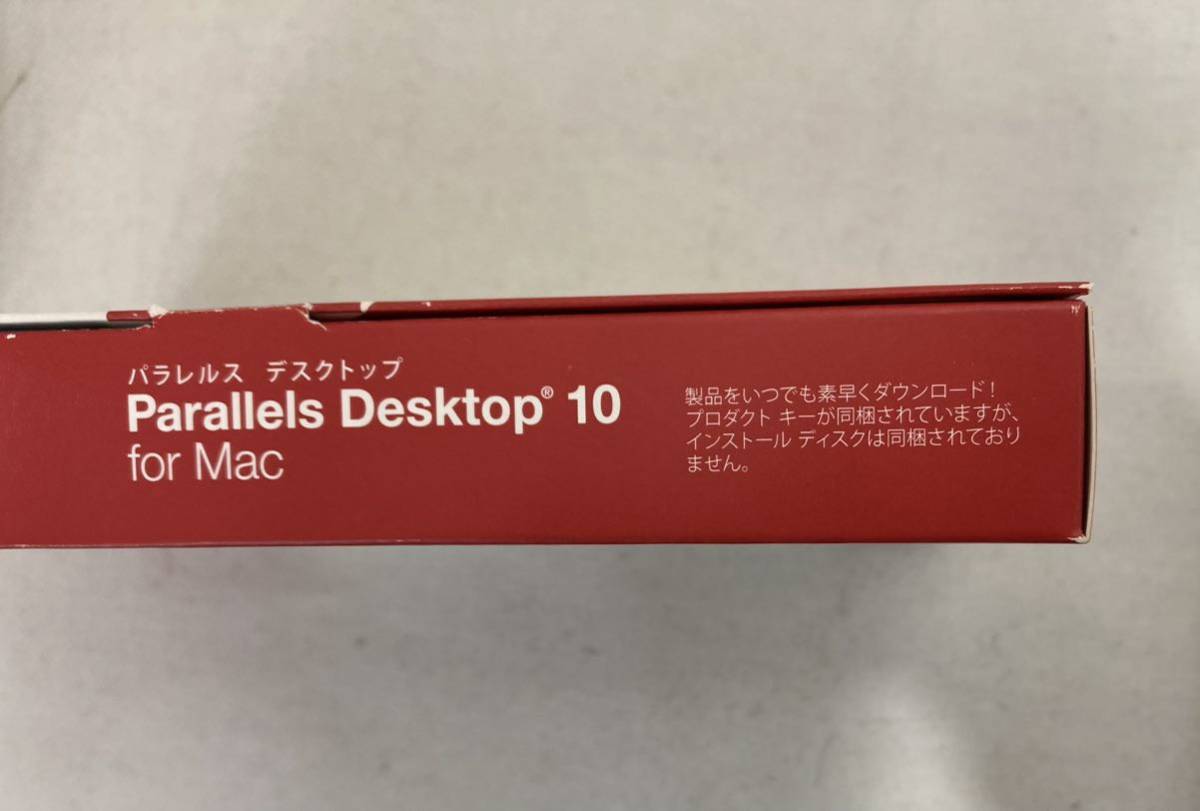 パラレルス デスクトップ
Parallels Desktop® 10
for Mac
製品をいつでも素早くダウンロード!
プロダクト キーが同梱されていますが、
インストール ディスクは同梱されており
ません。